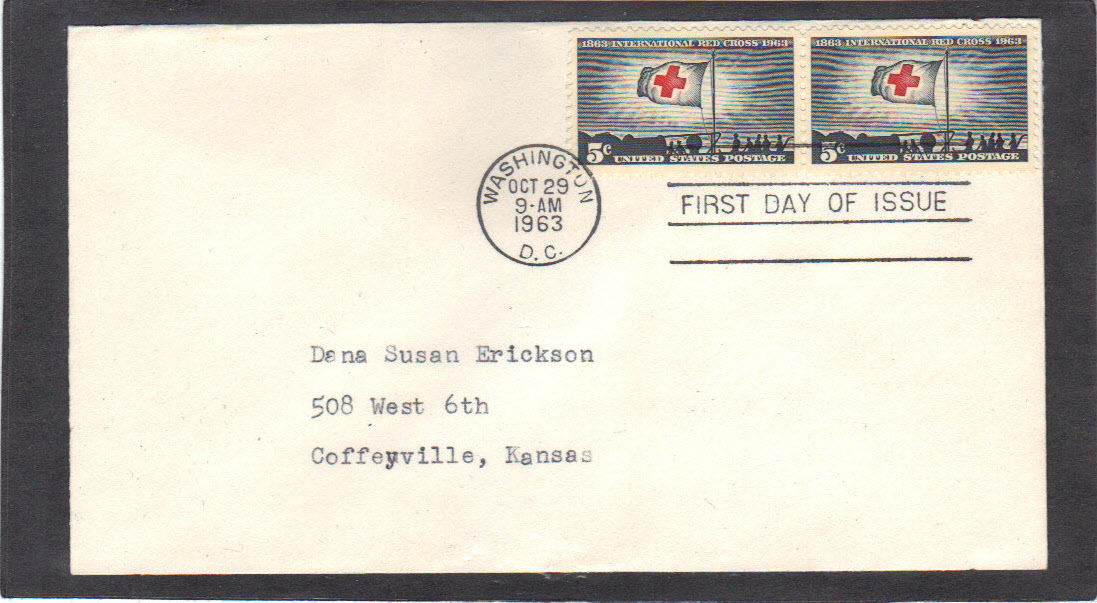 1863 INTERNATIONAL RED CROSS 1963
5c UNITED STATES POSTAGE
1863 INTERNATIONAL RED CROSS 1963
5c UNITED STATES POSTAGE
WASHINGTON
OCT 29
9-AM
1963
D.C.
FIRST DAY OF ISSUE
Dana Susan Erickson
508 West 6th
Coffeyville, Kansas